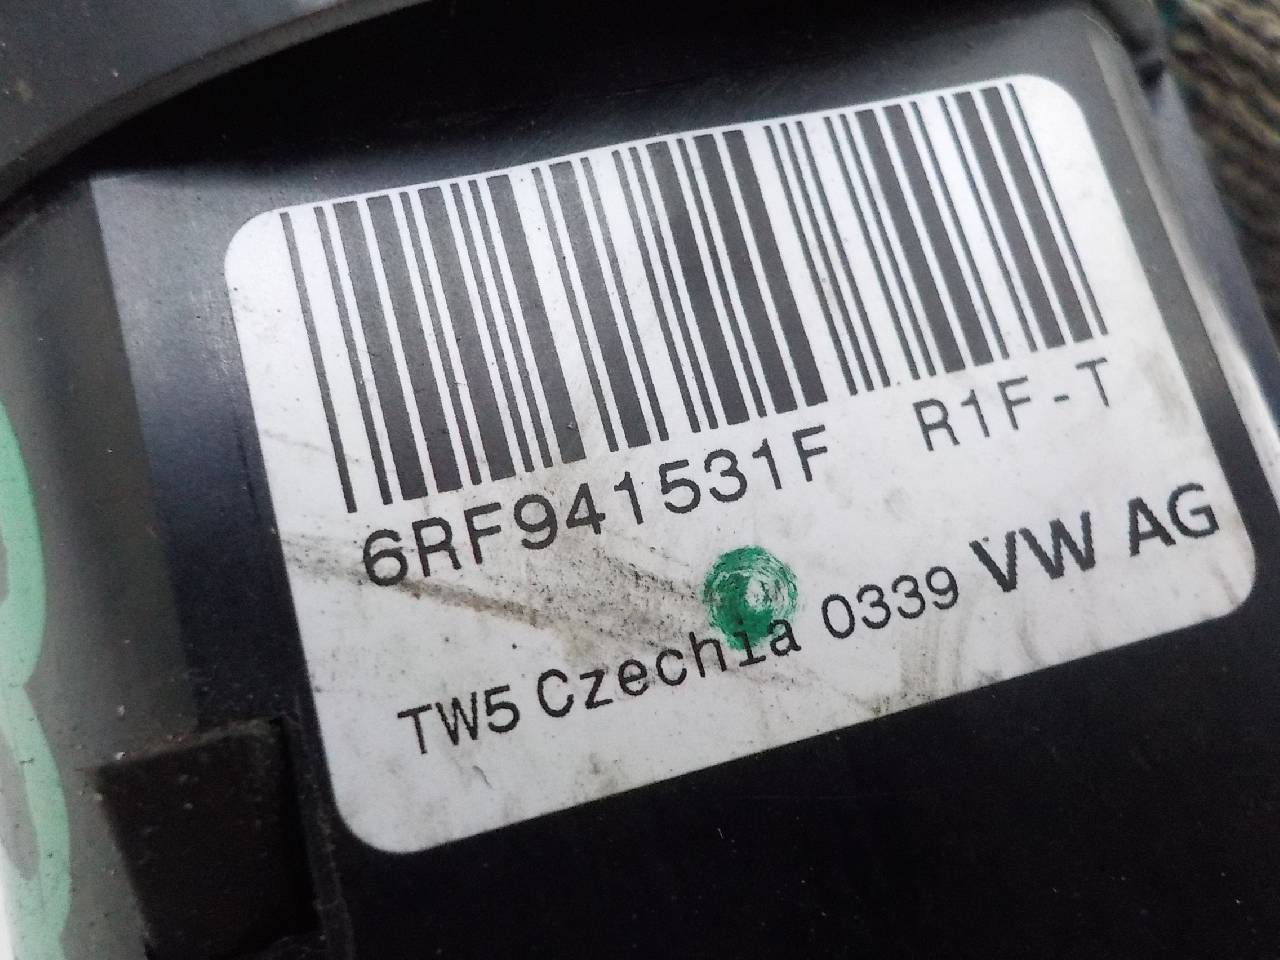 6RF941531F R1F-T
TW5 Czechia 0339 VW AG